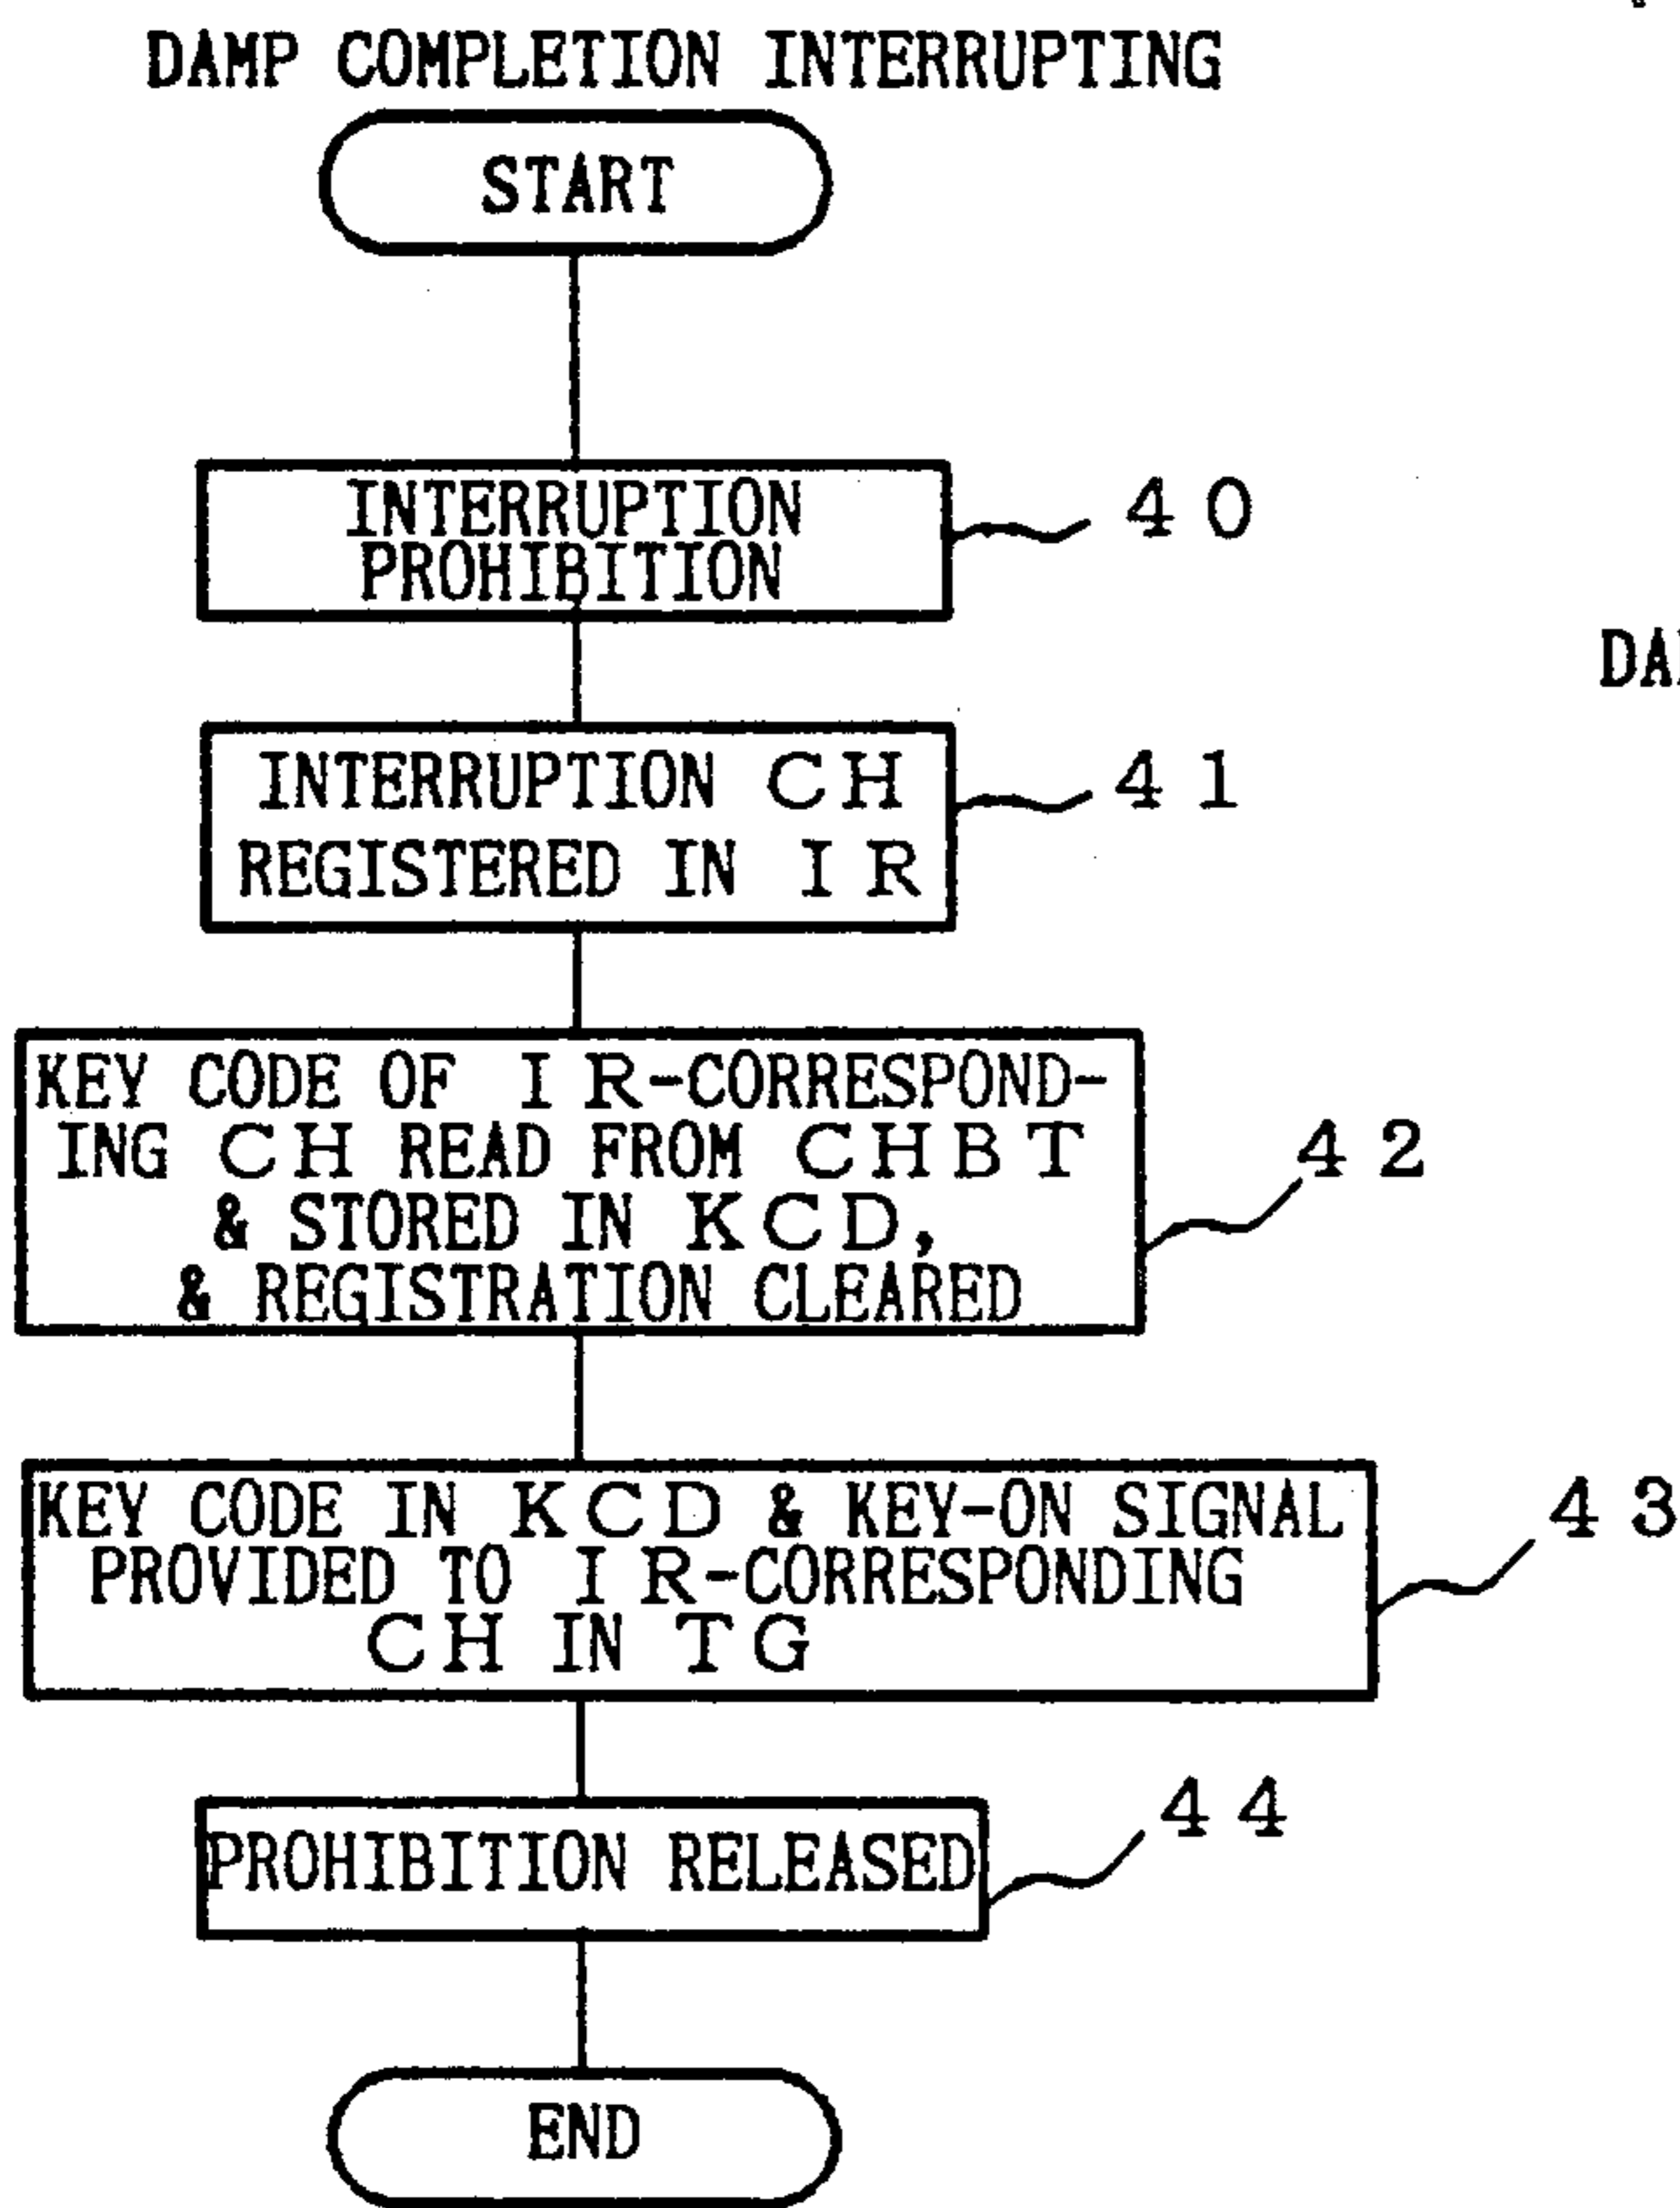 DAMP COMPLETION INTERRUPTING
START
INTERRUPTION
PROHIBITION
40
INTERRUPTION CH
REGISTERED IN IR
41
KEY CODE OF IR-CORRESPOND-
ING CH READ FROM CHBT
& STORED IN KCD,
& REGISTRATION CLEARED
42
KEY CODE IN KCD & KEY-ON SIGNAL
PROVIDED TO IR-CORRESPONDING
CH IN TG
43
PROHIBITION RELEASED
44
END